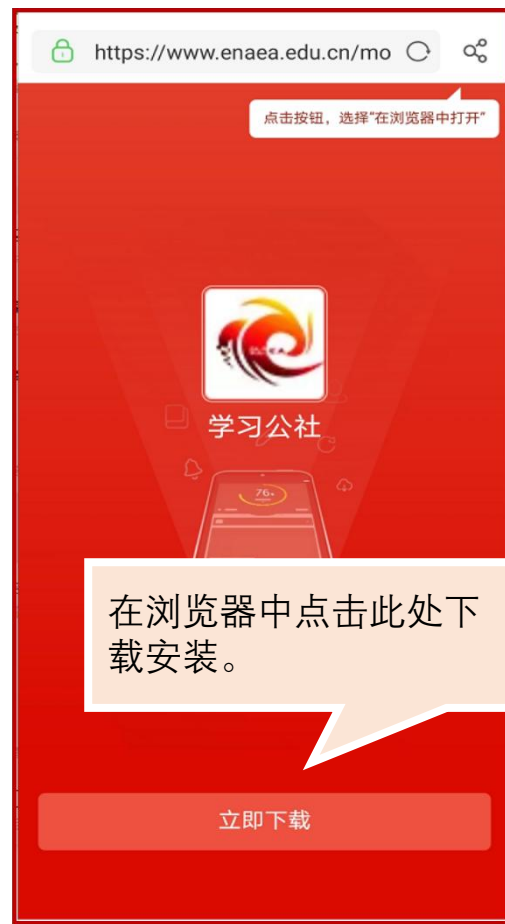 https://www.enaea.edu.cn/mo
点击按钮，选择"在浏览器中打开"
学习公社
76
在浏览器中点击此处下
载安装。
立即下载